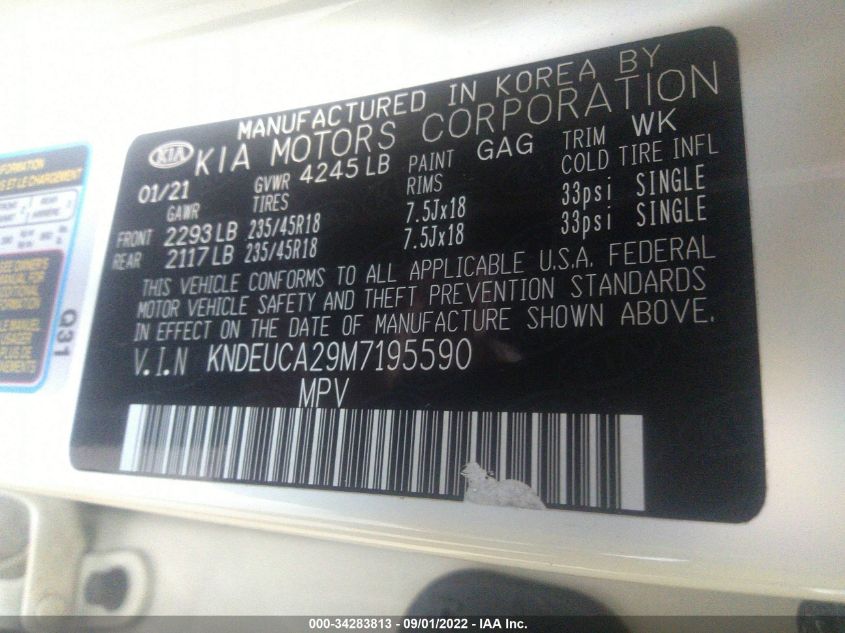 MANUFACTURED IN KOREA BY
KIA KIA MOTORS CORPORATION
01/21 GVWR 4245 LB PAINT GAG TRIM WK
GAWR TIRES RIMS COLD TIRE INFL
FRONT 2293 LB 235/45R18 7.5Jx18 33psi SINGLE
REAR 2117 LB 235/45R18 7.5Jx18 33psi SINGLE
THIS VEHICLE CONFORMS TO ALL APPLICABLE U.S.A. FEDERAL
MOTOR VEHICLE SAFETY AND THEFT PREVENTION STANDARDS
IN EFFECT ON THE DATE OF MANUFACTURE SHOWN ABOVE.
V.I.N KNDEUCA29M7195590
MPV
Q31
000-34283813 - 09/01/2022 - IAA Inc.